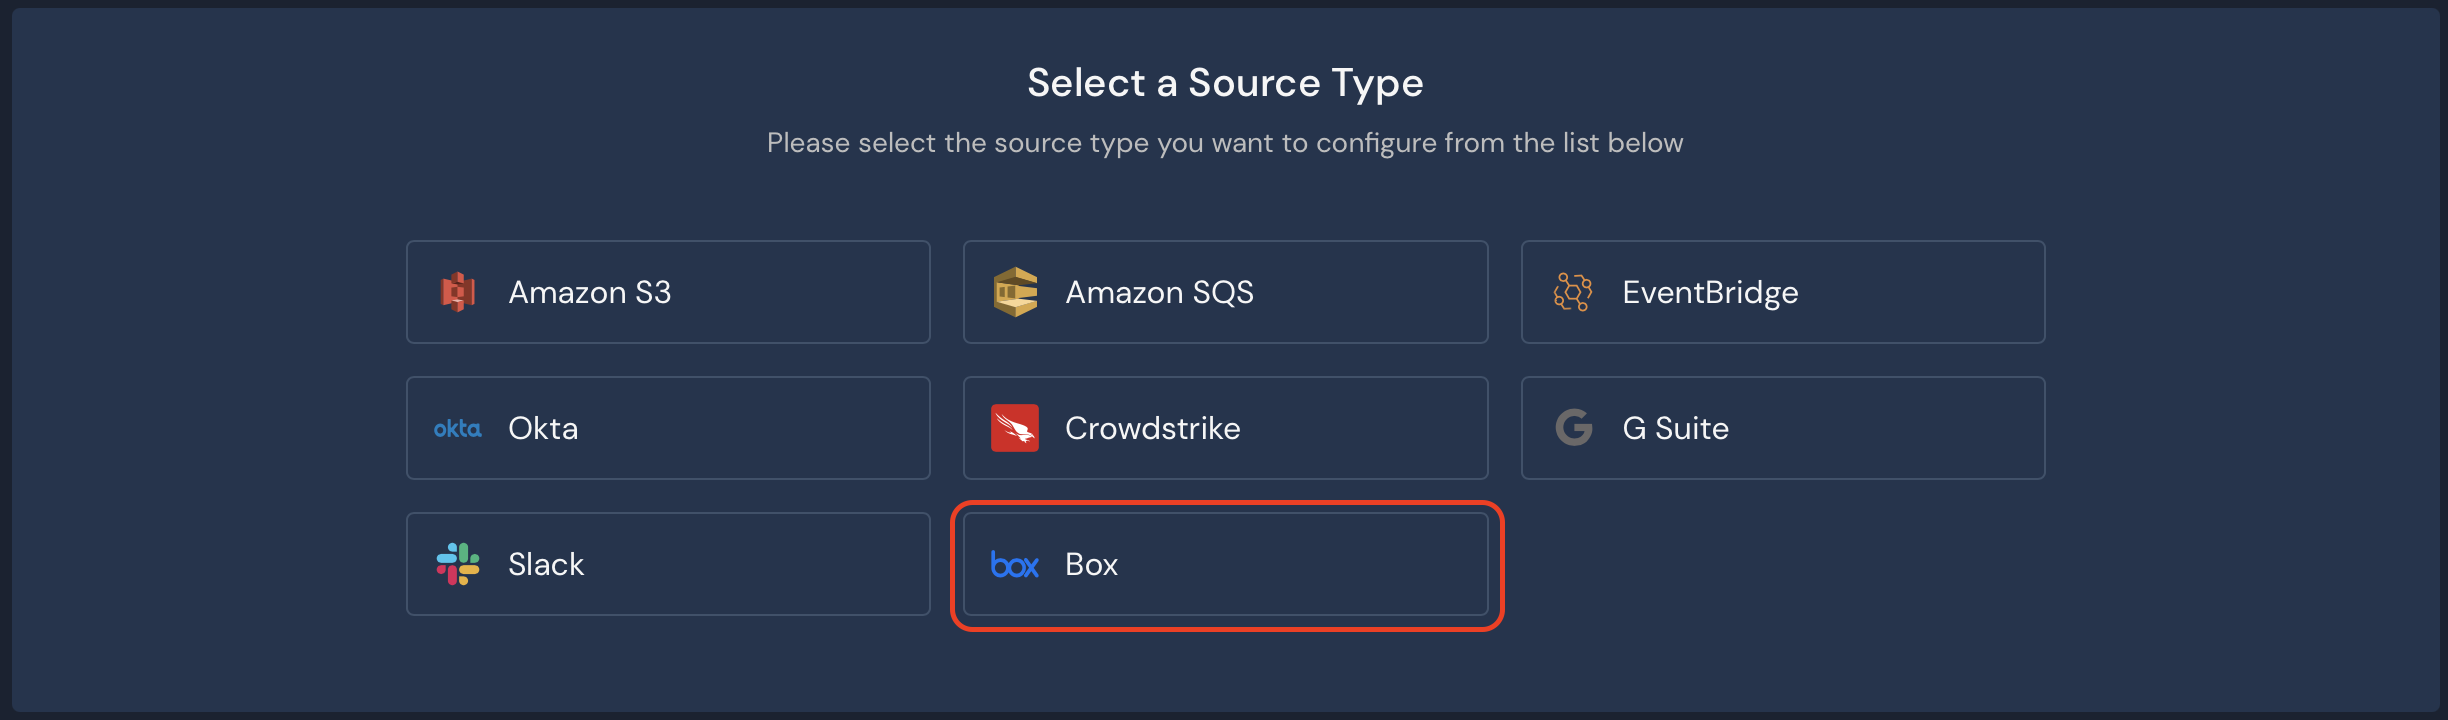 Select a Source Type
Please select the source type you want to configure from the list below
Amazon S3
Amazon SQS
EventBridge
okta Okta
Crowdstrike
G Suite
Slack
box Box